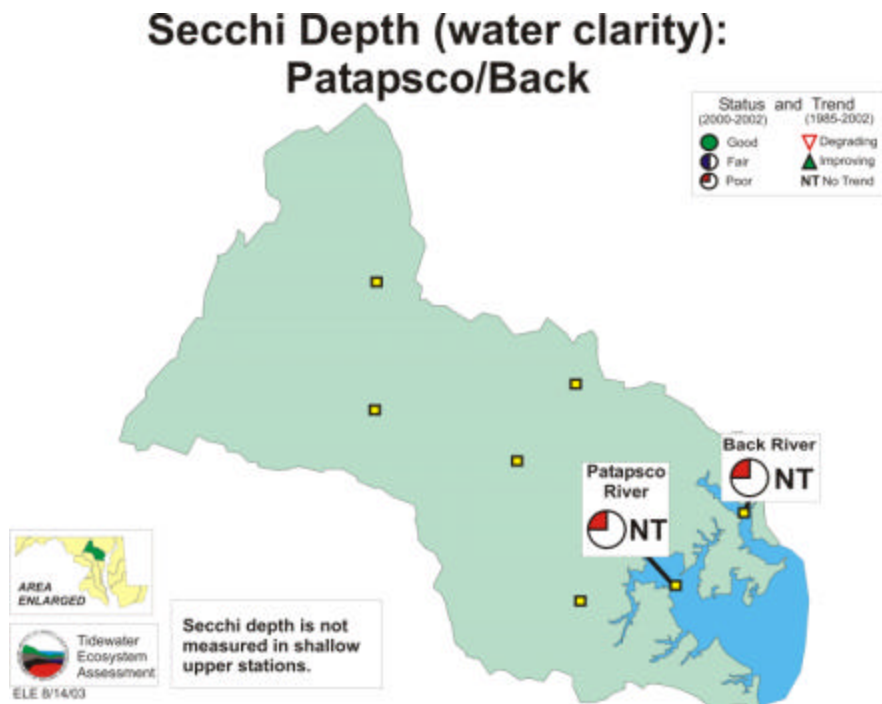 Secchi Depth (water clarity):
Patapsco/Back
Status and Trend
(2000-2002) (1985-2002)
Good Degrading
Fair Improving
Poor NT No Trend
Back River
NT
Patapsco
River
NT
AREA
ENLARGED
Secchi depth is not
measured in shallow
upper stations.
Tidewater
Ecosystem
Assessment
ELE 8/14/03